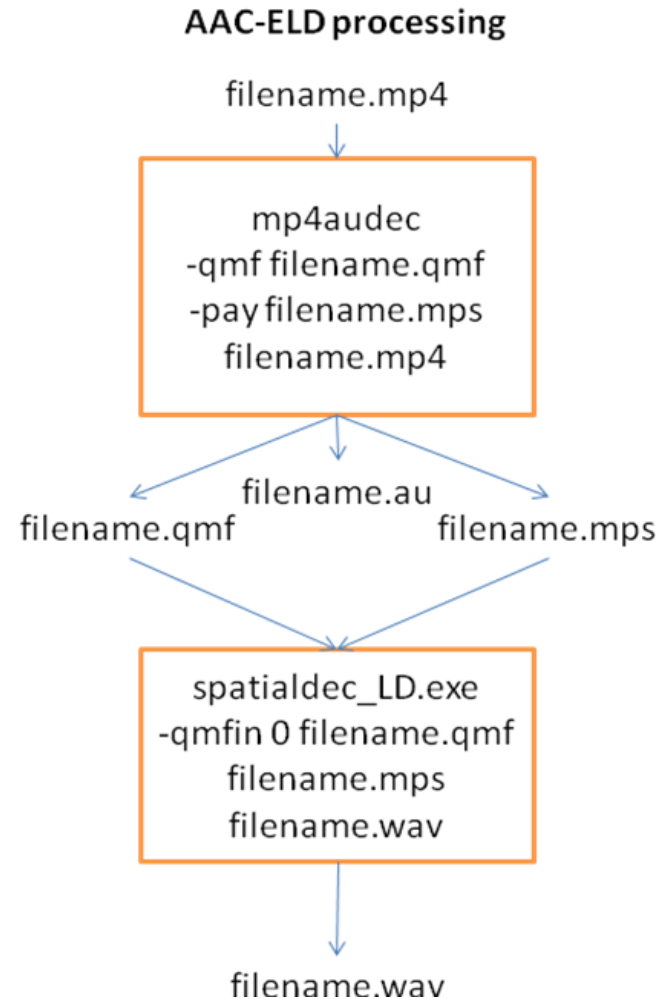 AAC-ELD processing
filename.mp4
mp4audec
-qmf filename.qmf
-pay filename.mps
filename.mp4
filename.au
filename.qmf
filename.mps
spatialdec_LD.exe
-qmfin 0 filename.qmf
filename.mps
filename.wav
filename.wav